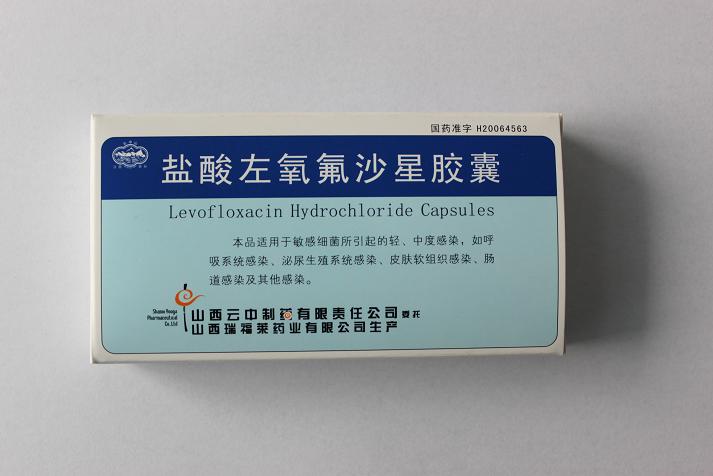 国药准字 H20064563
盐酸左氧氟沙星胶囊
Levofloxacin Hydrochloride Capsules
本品适用于敏感细菌所引起的轻、中度感染，如呼
吸系统感染、泌尿生殖系统感染、皮肤软组织感染、肠
道感染及其他感染。
山西云中制药有限责任公司委托
Pharmaceutical
Co.,Ltd
山西瑞福莱药业有限公司生产